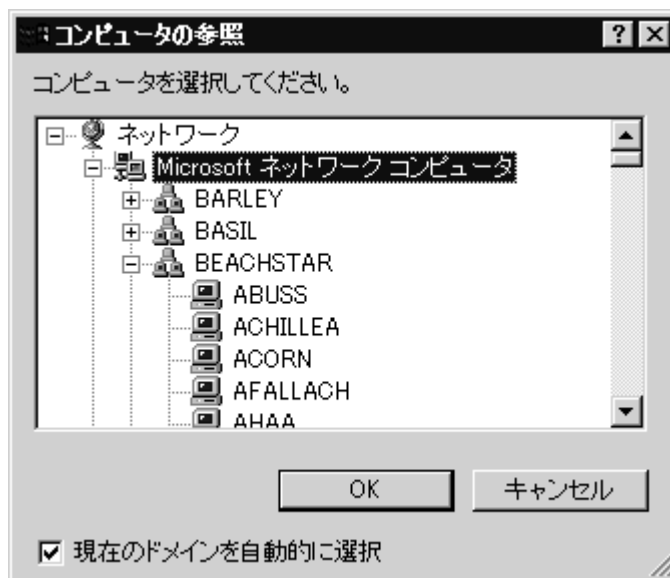 コンピュータの参照
コンピュータを選択してください。
ネットワーク
Microsoft ネットワーク コンピュータ
BARLEY
BASIL
BEACHSTAR
ABUSS
ACHILLEA
ACORN
AFALLACH
AHAA
OK キャンセル
現在のドメインを自動的に選択